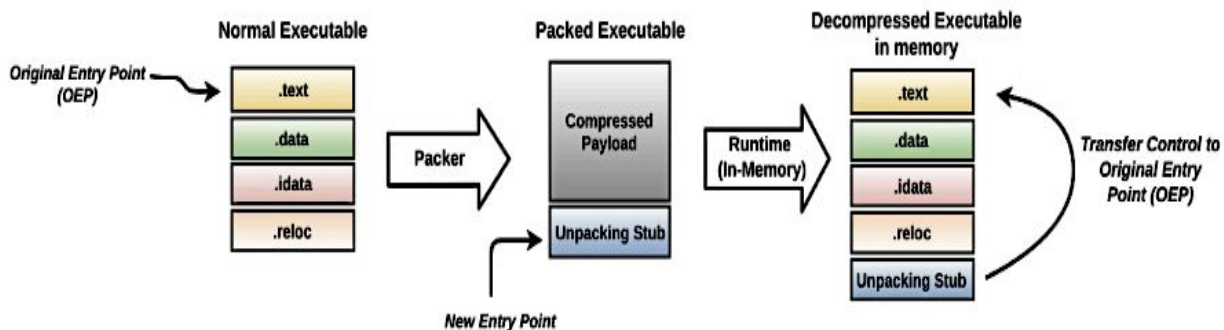 Normal Executable
Original Entry Point
(OEP)
.text
.data
.idata
.reloc
Packer
Packed Executable
Compressed
Payload
Unpacking Stub
New Entry Point
Runtime
(In-Memory)
Decompressed Executable
in memory
.text
.data
.idata
.reloc
Unpacking Stub
Transfer Control to
Original Entry
Point (OEP)